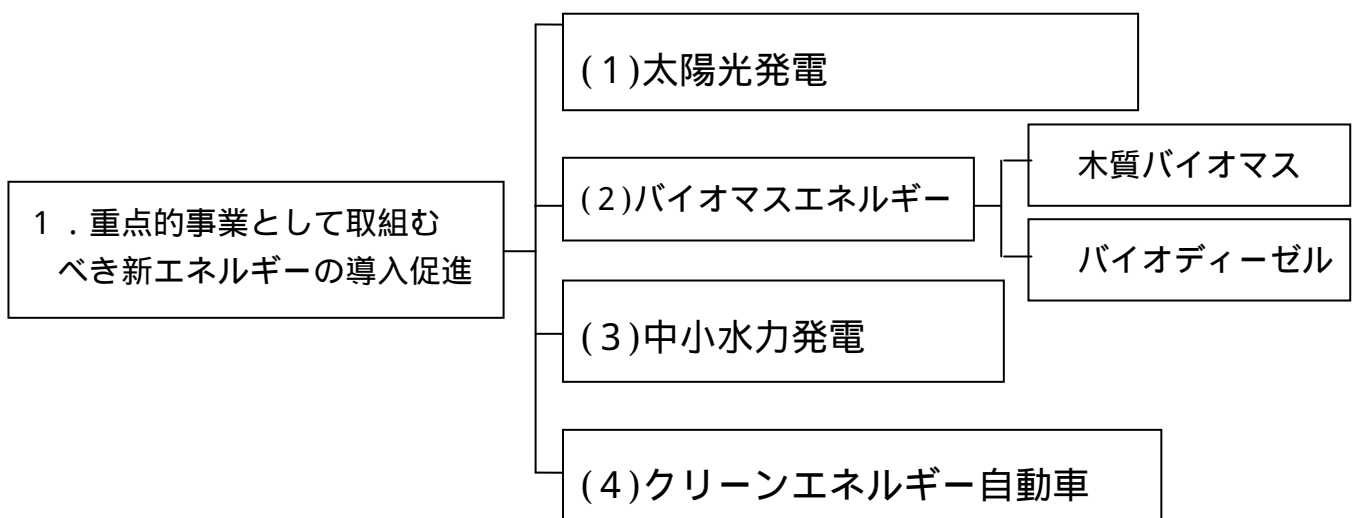 1．重点的事業として取組む
べき新エネルギーの導入促進
(1)太陽光発電
(2)バイオマスエネルギー
木質バイオマス
バイオディーゼル
(3)中小水力発電
(4)クリーンエネルギー自動車